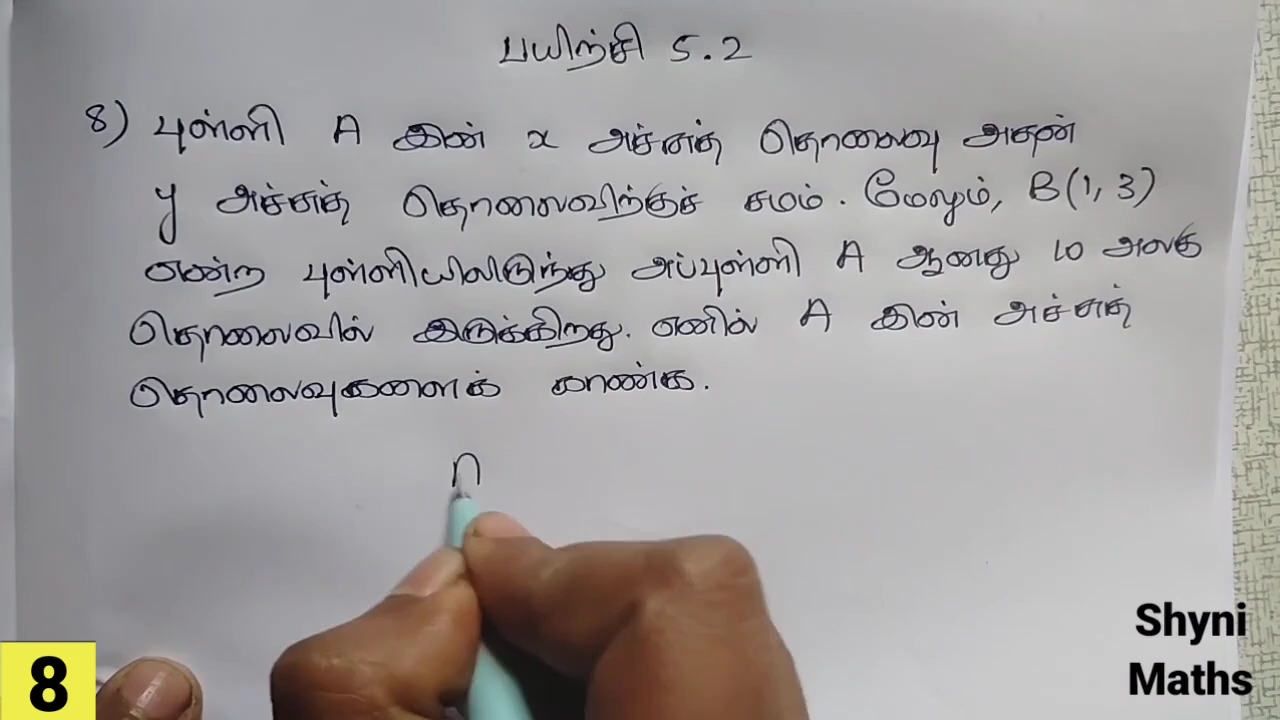 பயிற்சி 5.2
8) புள்ளி A இன் x அச்சுத் தொலைவு அதன்
y அச்சுத் தொலைவிற்குச் சமம். மேலும், B(1, 3)
என்ற புள்ளியிலிருந்து அப்புள்ளி A ஆனது 10 அலகு
தொலைவில் இருக்கிறது. எனில் A இன் அச்சுத்
தொலைவுகளைக் காண்க.
Shyni
Maths
8